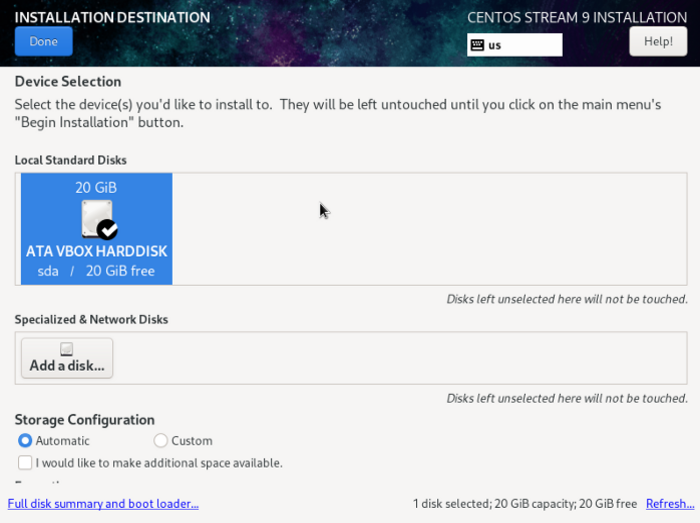 INSTALLATION DESTINATION
CENTOS STREAM 9 INSTALLATION
Done
us
Help!
Device Selection
Select the device(s) you'd like to install to.  They will be left untouched until you click on the main menu's
"Begin Installation" button.
Local Standard Disks
20 GiB
ATA VBOX HARDDISK
sda / 20 GiB free
Disks left unselected here will not be touched.
Specialized & Network Disks
Add a disk...
Disks left unselected here will not be touched.
Storage Configuration
Automatic
Custom
I would like to make additional space available.
Full disk summary and boot loader...
1 disk selected; 20 GiB capacity; 20 GiB free
Refresh...